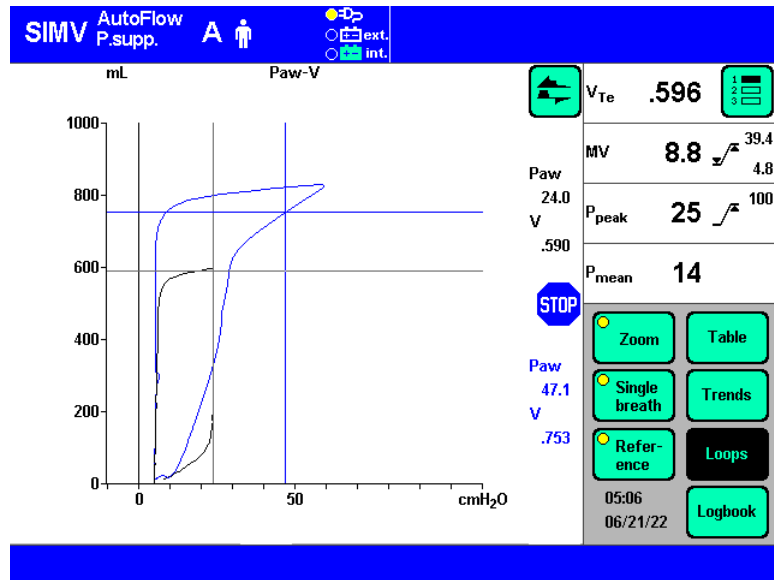 SIMV AutoFlow P.supp. A
ext.
int.
mL Paw-V
1000
800
600
400
200
0
0 50 cmH2O
Paw
24.0
V
.590
STOP
Paw
47.1
V
.753
VTe .596
1
2
3
MV 8.8 39.4
4.8
Ppeak 25 100
Pmean 14
Zoom Table
Single breath Trends
Refer-
ence
Loops
05:06
06/21/22
Logbook